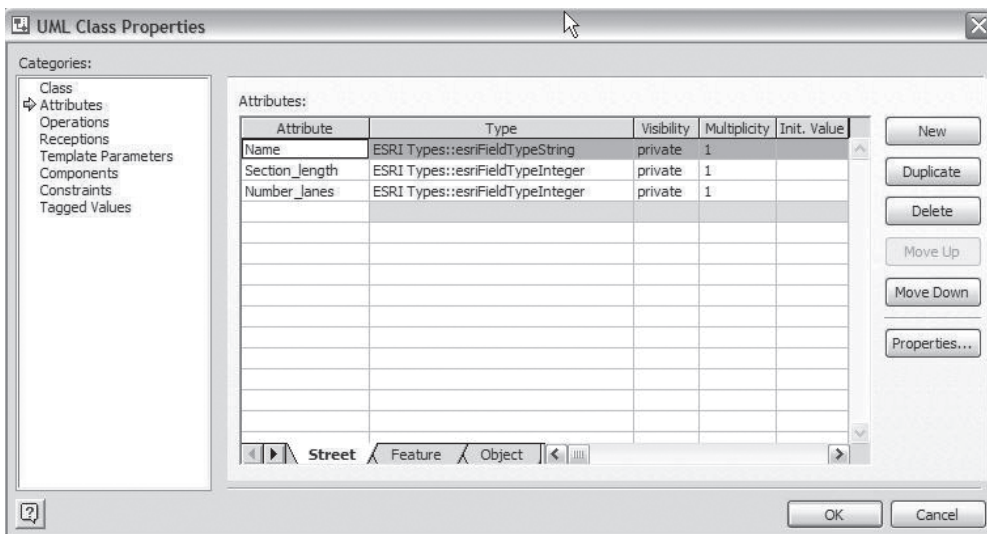 UML Class Properties
Categories:
Class
Attributes
Operations
Receptions
Template Parameters
Components
Constraints
Tagged Values
Attributes:
Attribute Type Visibility Multiplicity Init. Value
Name ESRI Types::esriFieldTypeString private 1
Section_length ESRI Types::esriFieldTypeInteger private 1
Number_lanes ESRI Types::esriFieldTypeInteger private 1
New
Duplicate
Delete
Move Up
Move Down
Properties...
Street Feature Object
OK Cancel